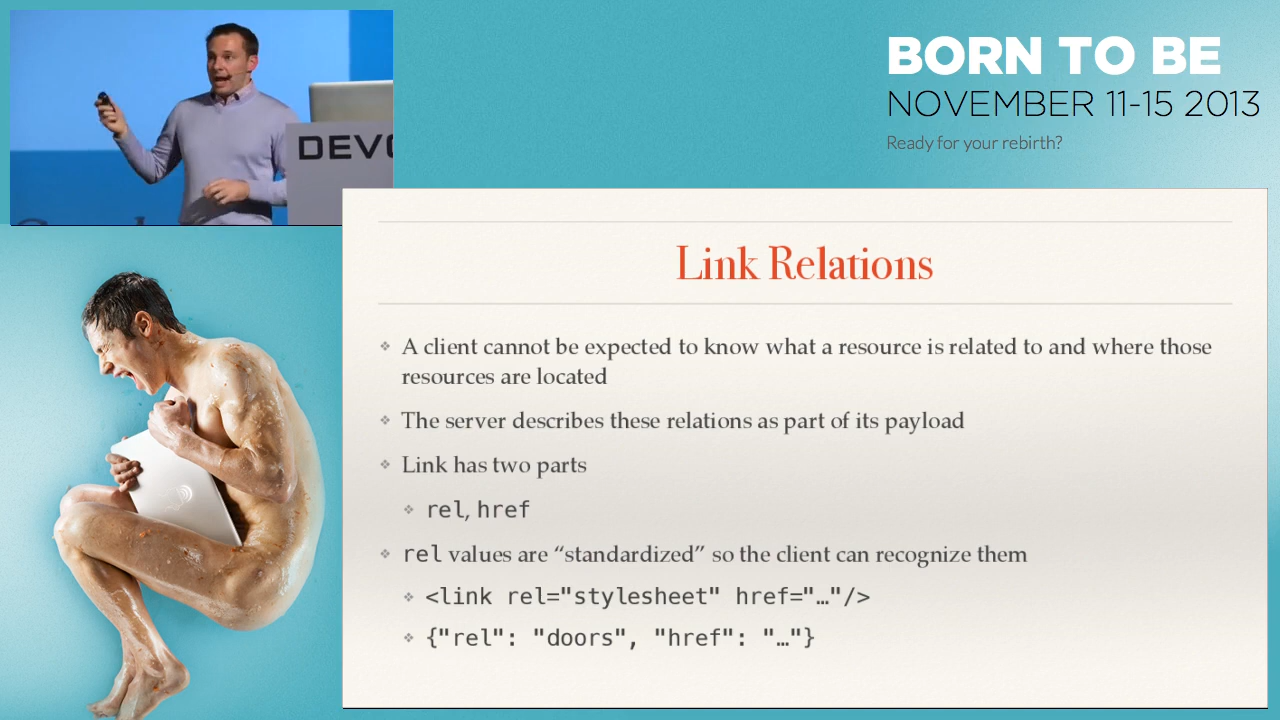 BORN TO BE
NOVEMBER 11-15 2013
Ready for your rebirth?
DEVO
Link Relations
A client cannot be expected to know what a resource is related to and where those
resources are located
The server describes these relations as part of its payload
Link has two parts
rel, href
rel values are “standardized” so the client can recognize them
<link rel="stylesheet" href="…"/>
{"rel": "doors", "href": "…"}